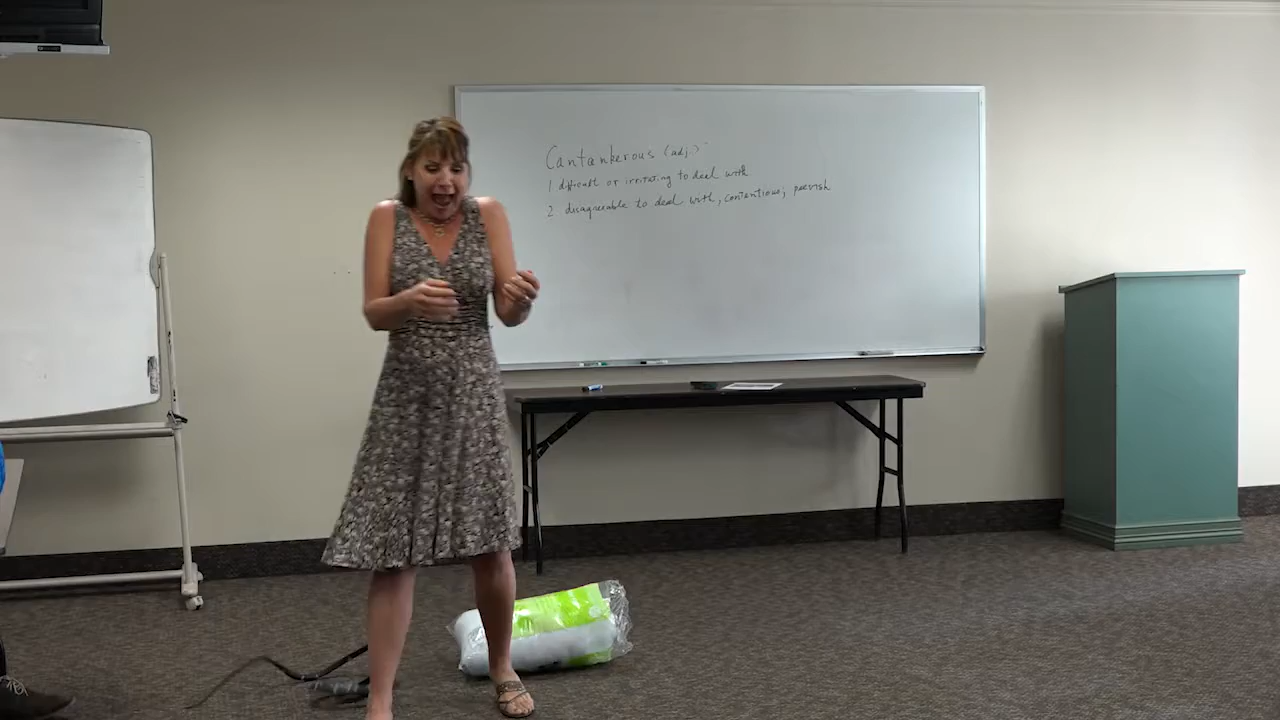 Cantankerous (adj.)
1. difficult or irritating to deal with
2. disagreeable to deal with, contentious; peevish